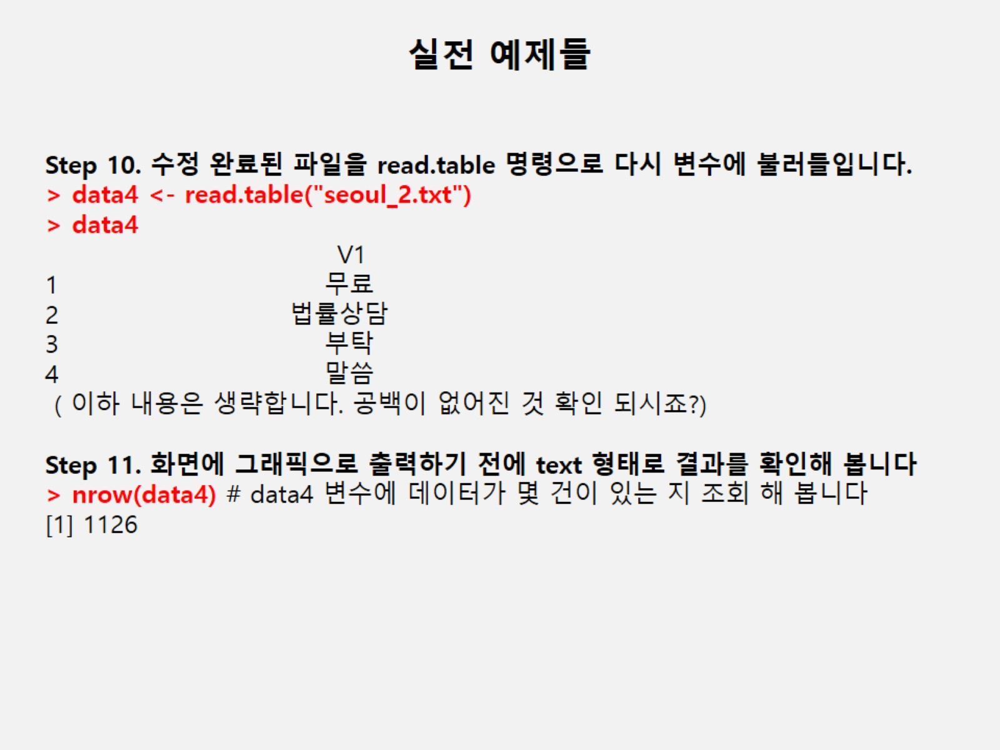 실전 예제들
Step 10. 수정 완료된 파일을 read.table 명령으로 다시 변수에 불러들입니다.
> data4 <- read.table("seoul_2.txt")
> data4
V1
1 무료
2 법률상담
3 부탁
4 말씀
( 이하 내용은 생략합니다. 공백이 없어진 것 확인 되시죠?)
Step 11. 화면에 그래픽으로 출력하기 전에 text 형태로 결과를 확인해 봅니다
> nrow(data4) # data4 변수에 데이터가 몇 건이 있는 지 조회 해 봅니다
[1] 1126